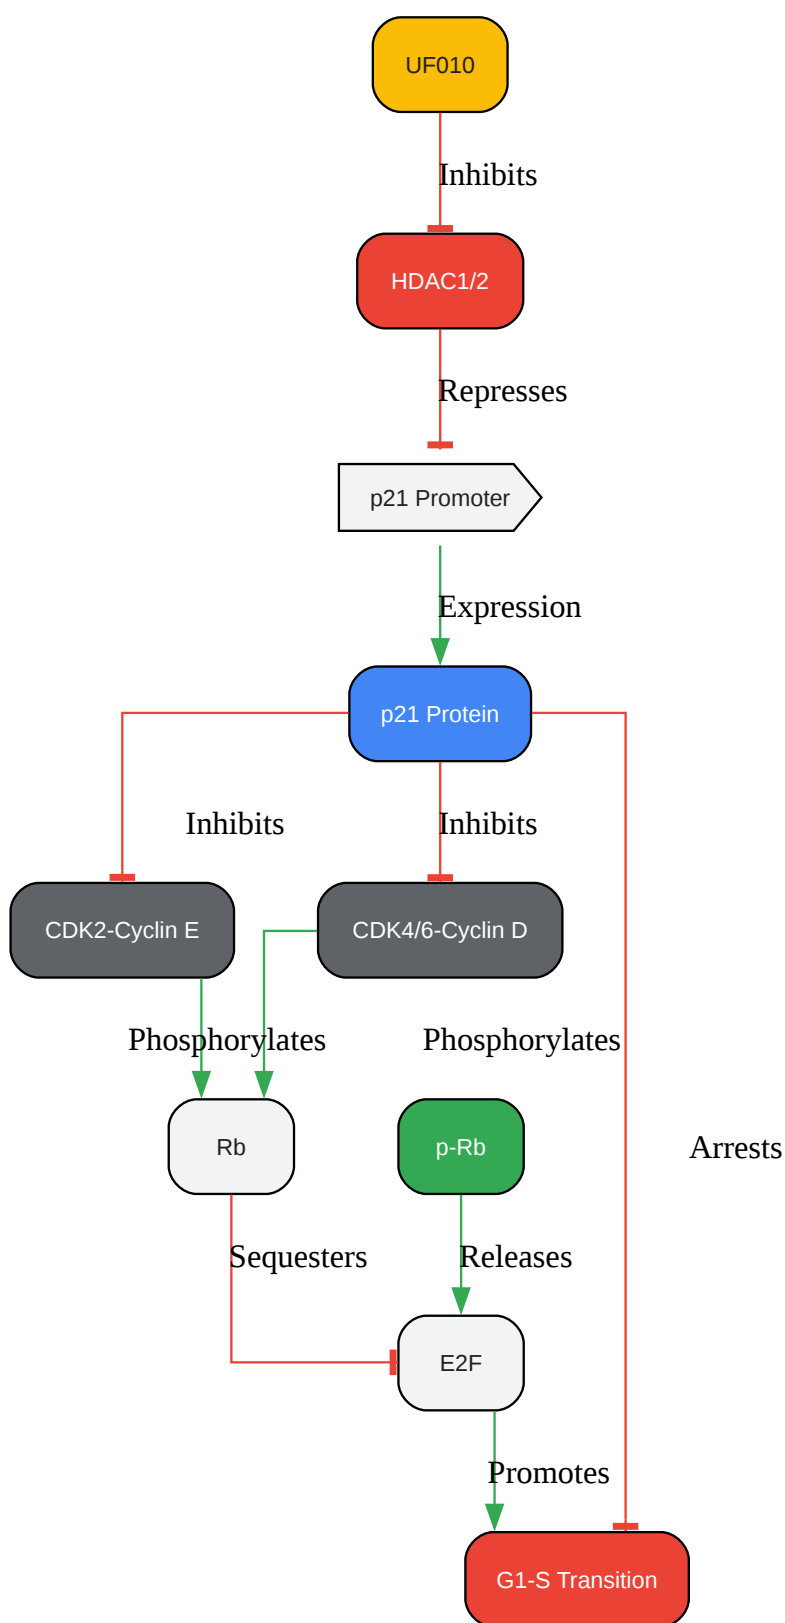 UF010
Inhibits
HDAC1/2
Represses
p21 Promoter
Expression
p21 Protein
Inhibits
Inhibits
CDK2-Cyclin E
CDK4/6-Cyclin D
Phosphorylates
Phosphorylates
Rb
p-Rb
Arrests
Sequesters
Releases
E2F
Promotes
G1-S Transition